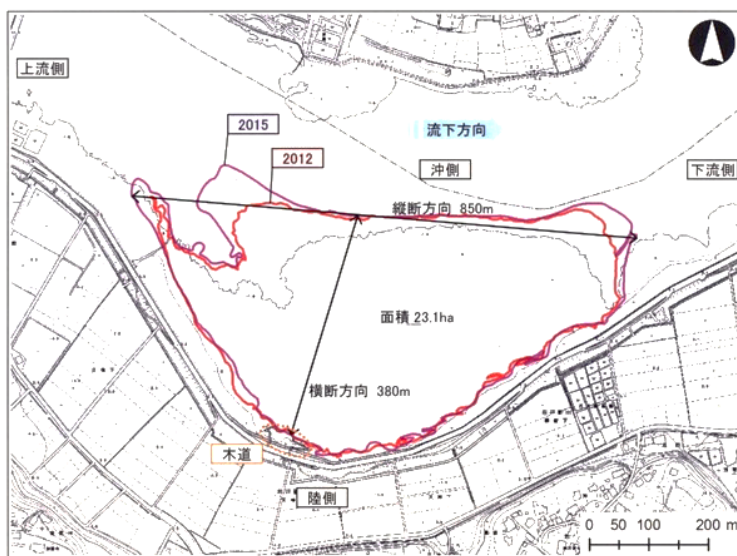 上流側
2015
2012
流下方向
沖側
下流側
縦断方向 850m
面積 23.1ha
横断方向 380m
木道
陸側
0 50 100 200 m